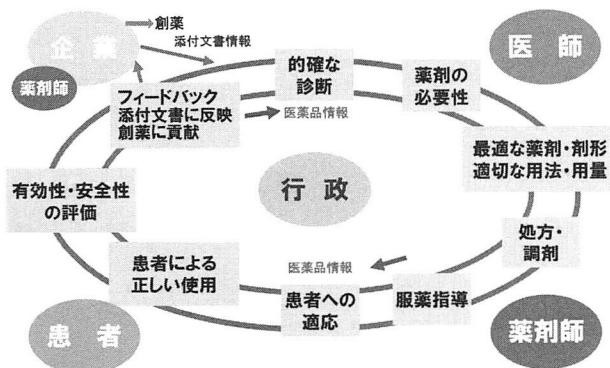 創薬
企業
添付文書情報
薬剤師
医師
的確な
診断
薬剤の
必要性
フィードバック
添付文書に反映
創薬に貢献
医薬品情報
最適な薬剤・剤形
適切な用法・用量
有効性・安全性
の評価
行政
処方・
調剤
患者による
正しい使用
医薬品情報
患者への
適応
服薬指導
患者
薬剤師